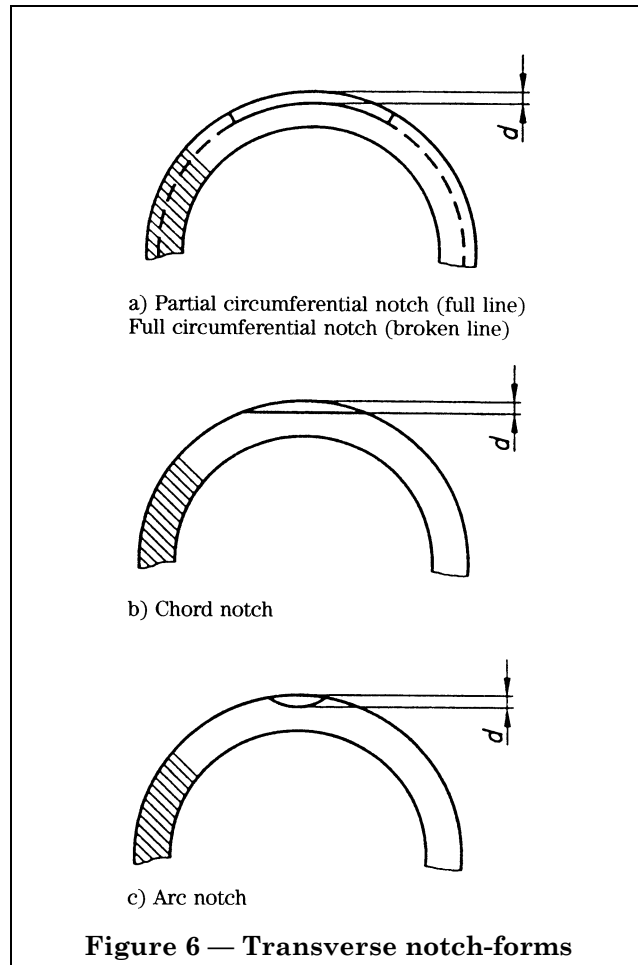 d
a) Partial circumferential notch (full line)
Full circumferential notch (broken line)
d
b) Chord notch
d
c) Arc notch
Figure 6 — Transverse notch-forms